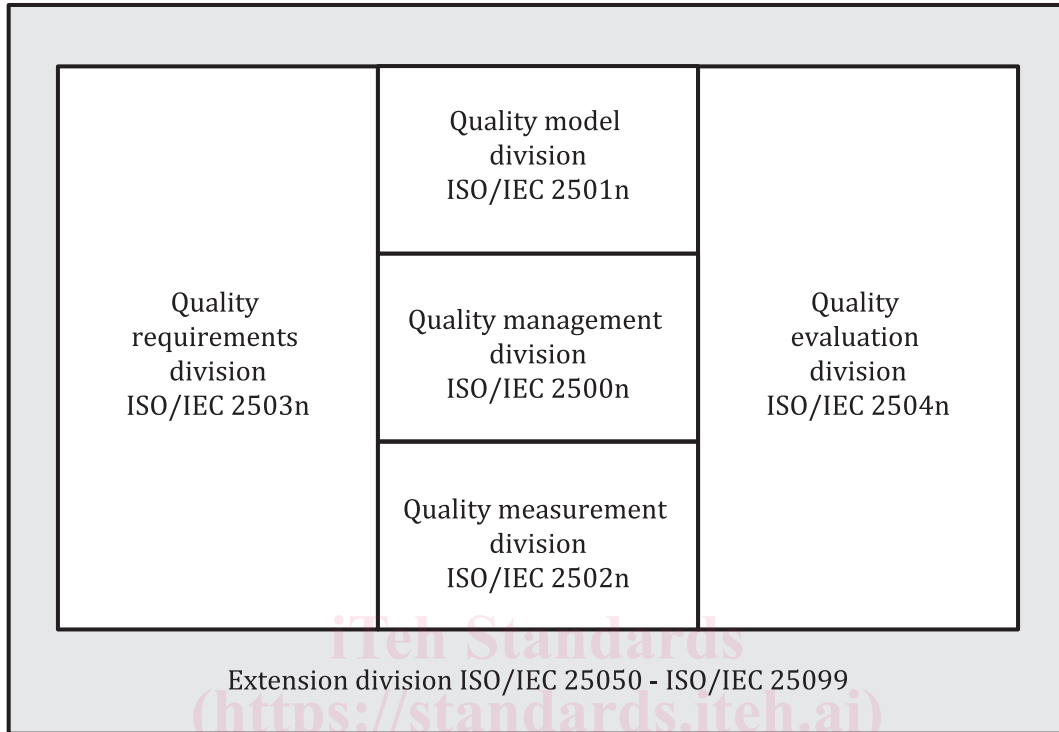 Quality model
division
ISO/IEC 2501n
Quality
requirements
division
ISO/IEC 2503n
Quality management
division
ISO/IEC 2500n
Quality
evaluation
division
ISO/IEC 2504n
Quality measurement
division
ISO/IEC 2502n
iTeh Standards
Extension division ISO/IEC 25050 - ISO/IEC 25099
(https://standards.iteh.ai)